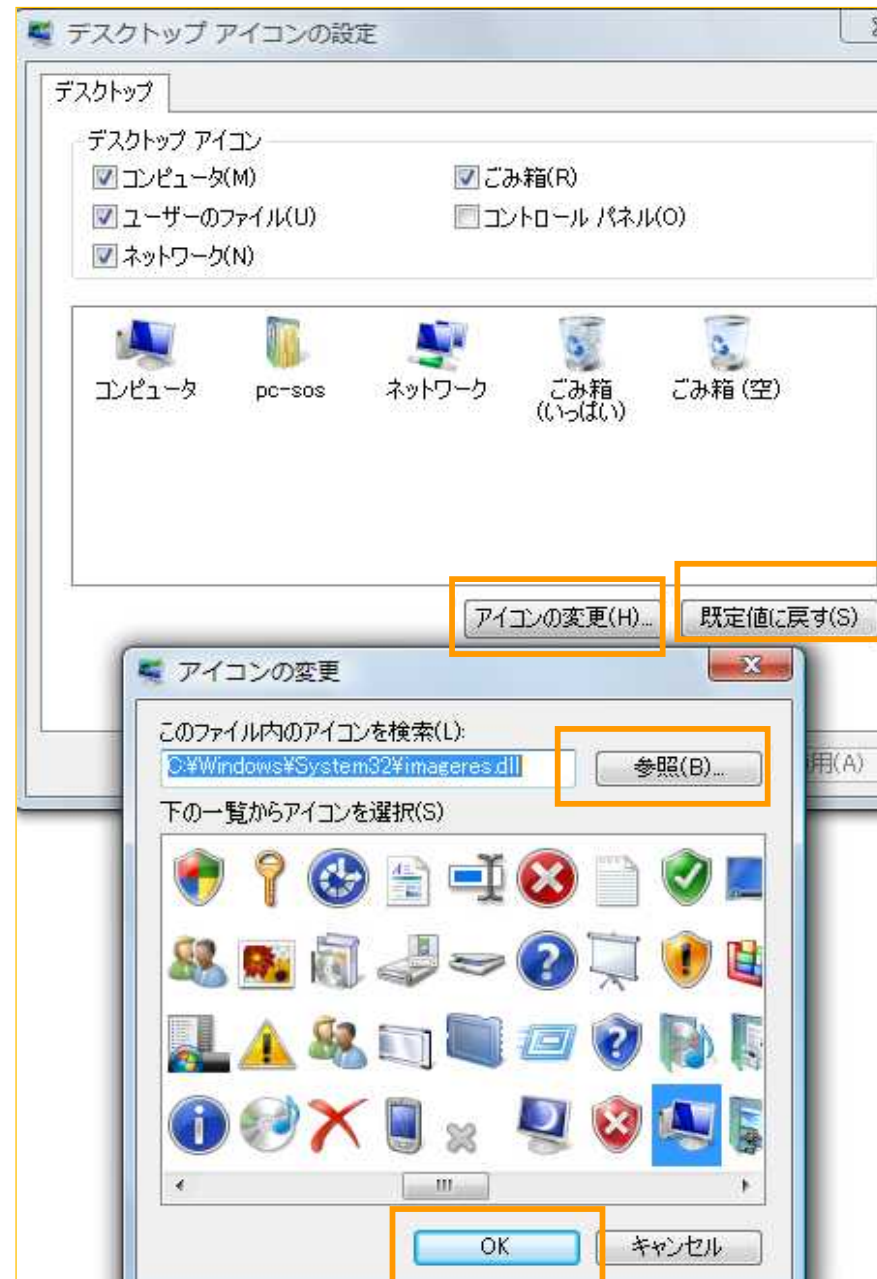 デスクトップ アイコンの設定
デスクトップ
デスクトップ アイコン
コンピュータ(M)
ごみ箱(R)
ユーザーのファイル(U)
コントロール パネル(O)
ネットワーク(N)
コンピュータ
pc-sos
ネットワーク
ごみ箱
(いっぱい)
ごみ箱 (空)
アイコンの変更(H)...
既定値に戻す(S)
アイコンの変更
このファイル内のアイコンを検索(L):
C:¥Windows¥System32¥imageres.dll
参照(B)...
用(A)
下の一覧からアイコンを選択(S)
OK
キャンセル